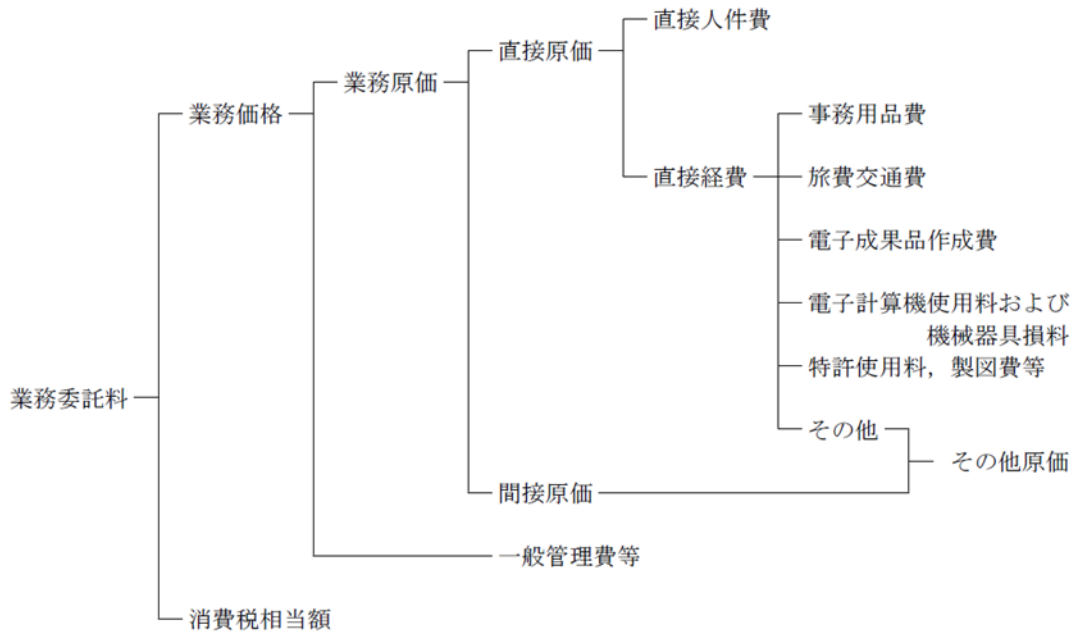 直接人件費
直接原価
業務原価
業務価格
事務用品費
直接経費
旅費交通費
電子成果品作成費
電子計算機使用料および
機械器具損料
特許使用料，製図費等
業務委託料
その他
その他原価
間接原価
一般管理費等
消費税相当額